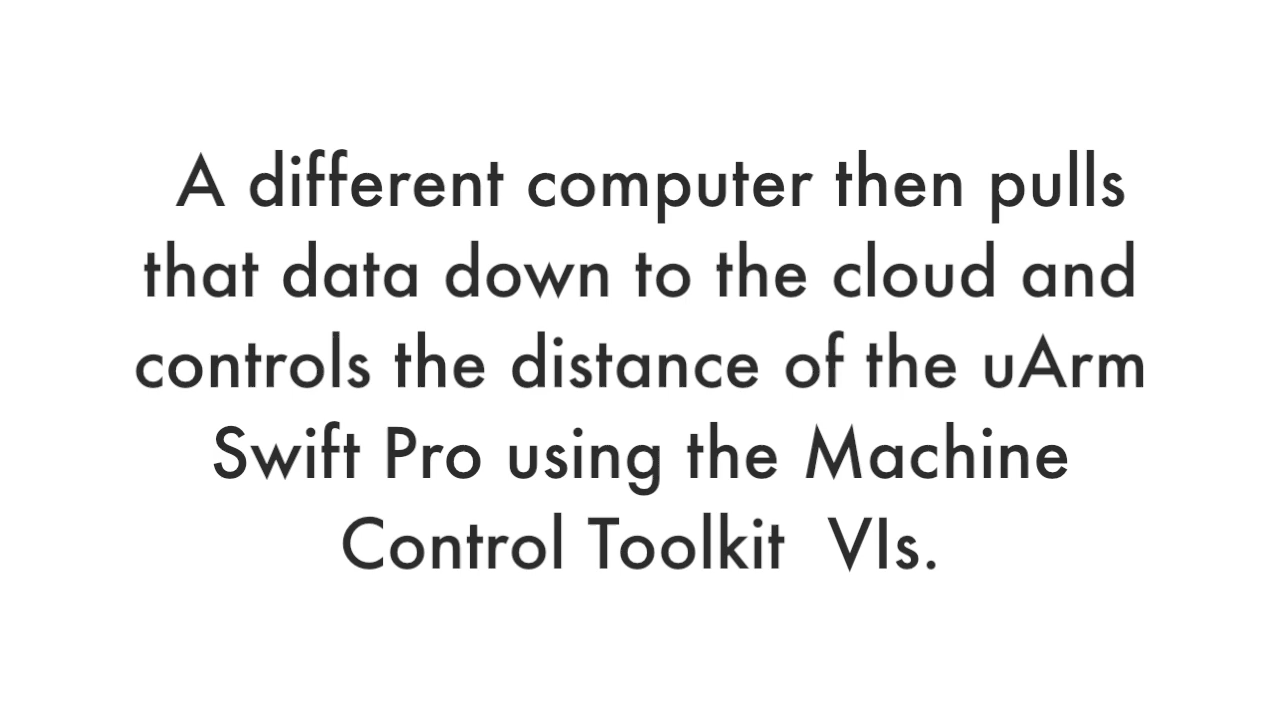 A different computer then pulls
that data down to the cloud and
controls the distance of the uArm
Swift Pro using the Machine
Control Toolkit  VIs.